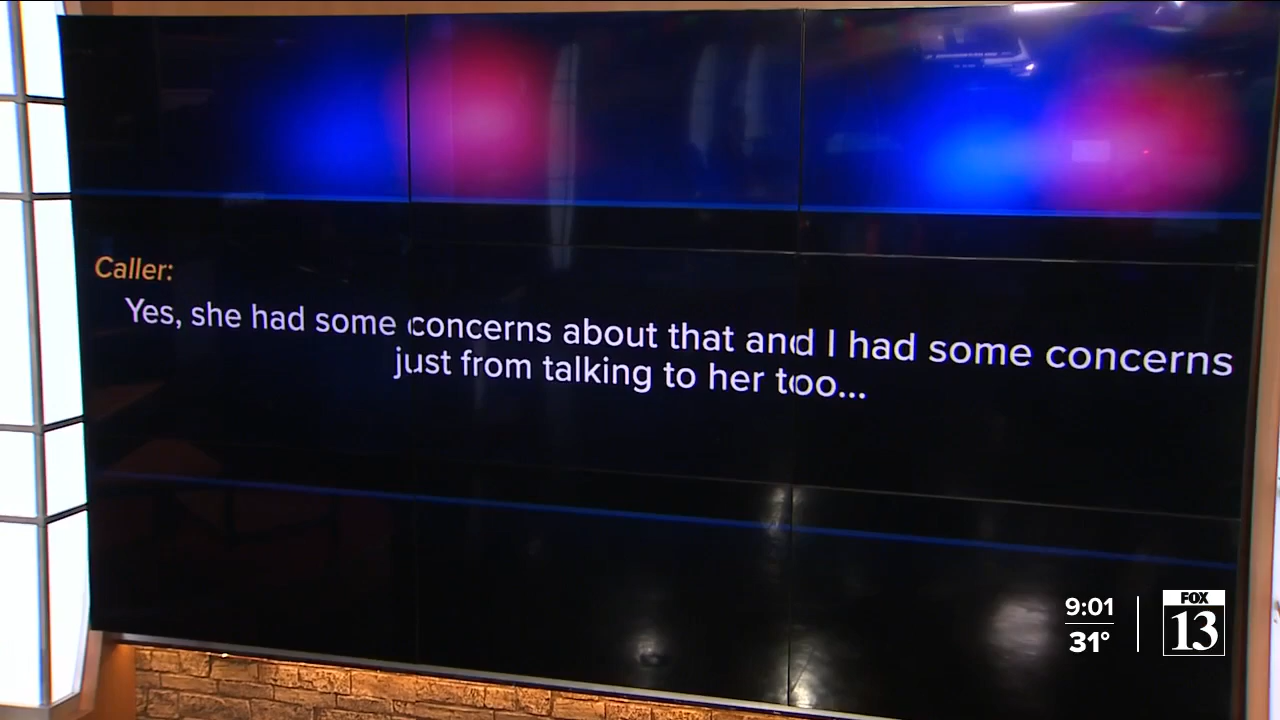 Caller:
Yes, she had some concerns about that and I had some concerns
just from talking to her too...
9:01
31°
FOX
13